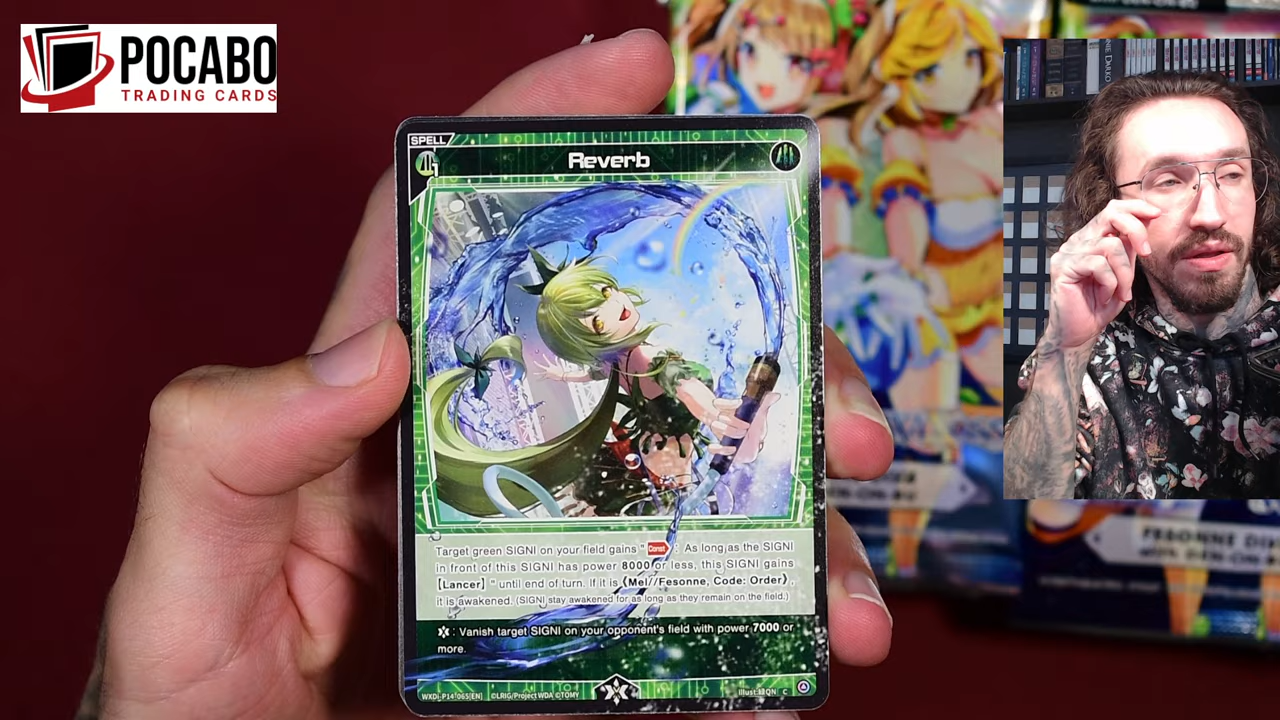 POCABO
TRADING CARDS
DONNIE DARKO
SPELL
1
Reverb
Target green SIGNI on your field gains " Const : As long as the SIGNI
in front of this SIGNI has power 8000 or less, this SIGNI gains
[Lancer] " until end of turn. If it is 《Mel//Fesonne, Code: Order》,
it is awakened. (SIGNI stay awakened for as long as they remain on the field.)
: Vanish target SIGNI on your opponent's field with power 7000 or
more.
WXDi-P14-065[EN] ©LRIG/Project WDA ©TOMY
C
FESONNE